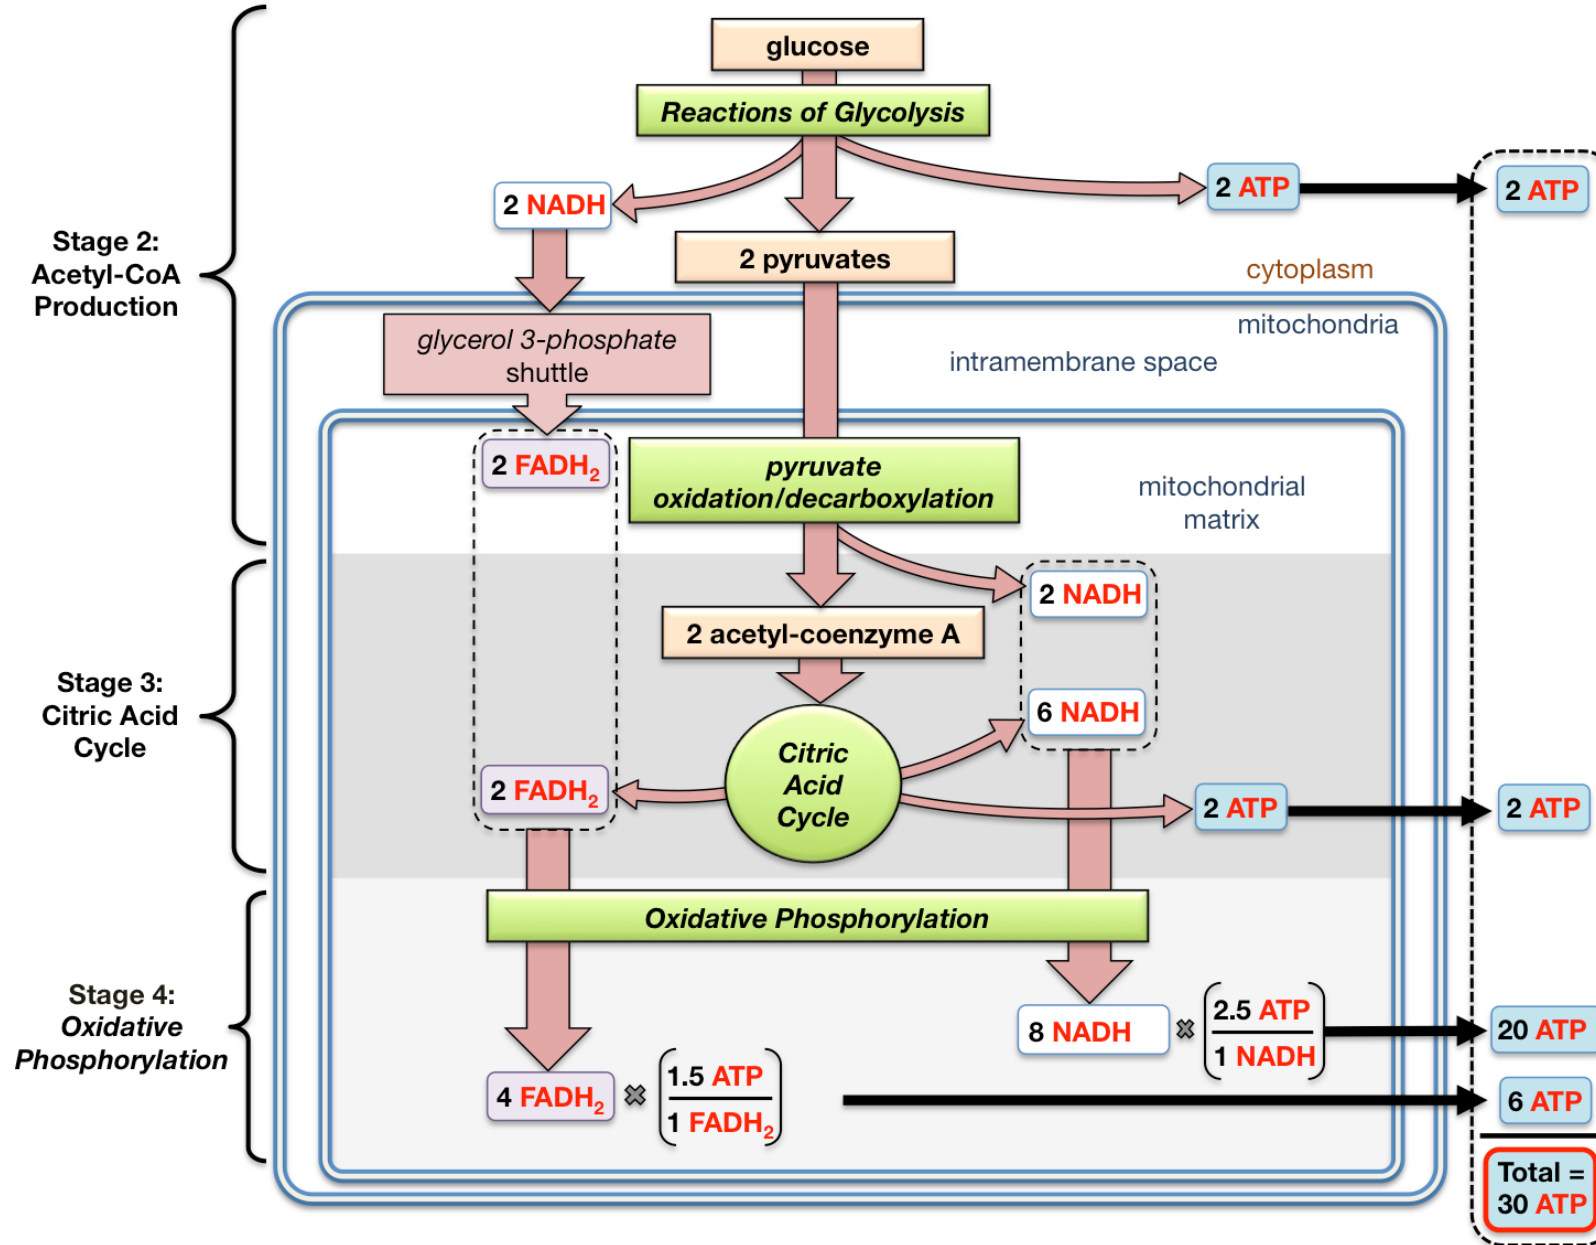 glucose
Reactions of Glycolysis
2 NADH
2 ATP
2 ATP
Stage 2:
Acetyl-CoA
Production
2 pyruvates
cytoplasm
mitochondria
glycerol 3-phosphate
shuttle
intramembrane space
2 FADH₂
pyruvate
oxidation/decarboxylation
mitochondrial
matrix
2 NADH
2 acetyl-coenzyme A
Stage 3:
Citric Acid
Cycle
6 NADH
Citric
Acid
Cycle
2 FADH₂
2 ATP
2 ATP
Oxidative Phosphorylation
Stage 4:
Oxidative
Phosphorylation
8 NADH
2.5 ATP
1 NADH
20 ATP
4 FADH₂
1.5 ATP
1 FADH₂
6 ATP
Total =
30 ATP